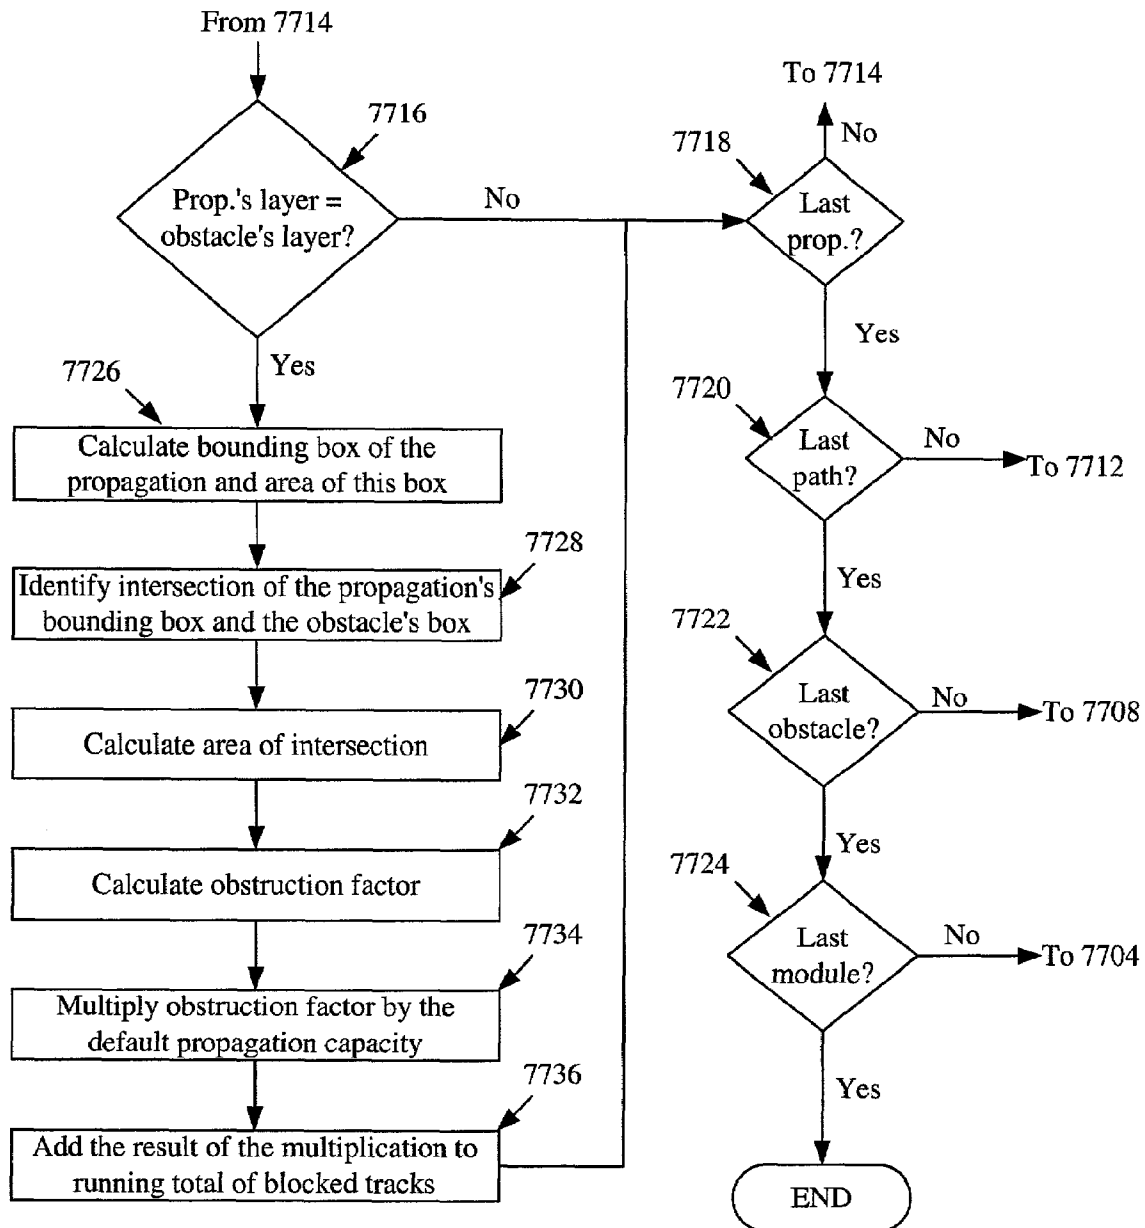 From 7714
7716
Prop.'s layer =
obstacle's layer?
No
Yes
7726
Calculate bounding box of the
propagation and area of this box
7728
Identify intersection of the propagation's
bounding box and the obstacle's box
7730
Calculate area of intersection
7732
Calculate obstruction factor
7734
Multiply obstruction factor by the
default propagation capacity
7736
Add the result of the multiplication to
running total of blocked tracks
To 7714
No
7718
Last
prop.?
Yes
7720
Last
path?
No
To 7712
Yes
7722
Last
obstacle?
No
To 7708
Yes
7724
Last
module?
No
To 7704
Yes
END